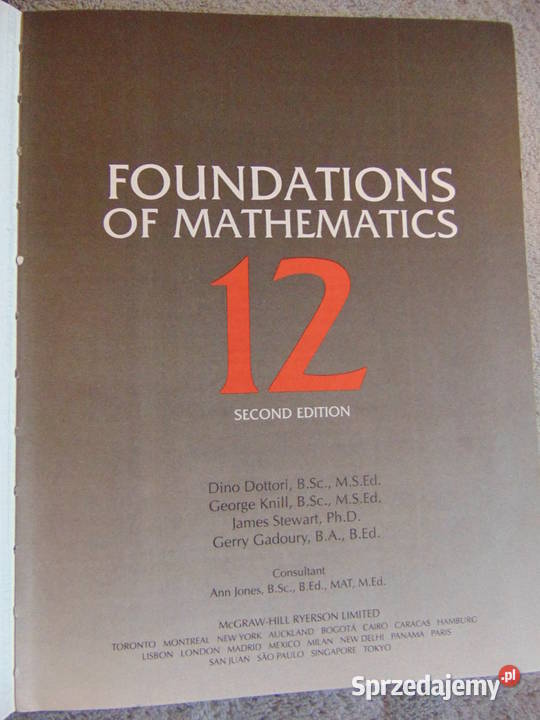 FOUNDATIONS
OF MATHEMATICS
12
SECOND EDITION
Dino Dottori, B.Sc., M.S.Ed.
George Knill, B.Sc., M.S.Ed.
James Stewart, Ph.D.
Gerry Gadoury, B.A., B.Ed.
Consultant
Ann Jones, B.Sc., B.Ed., MAT, M.Ed.
McGRAW-HILL RYERSON LIMITED
TORONTO MONTREAL NEW YORK AUCKLAND BOGOTÁ CAIRO CARACAS HAMBURG
LISBON LONDON MADRID MEXICO MILAN NEW DELHI PANAMA PARIS
SAN JUAN SÃO PAULO SINGAPORE TOKYO
Sprzedajemy.pl